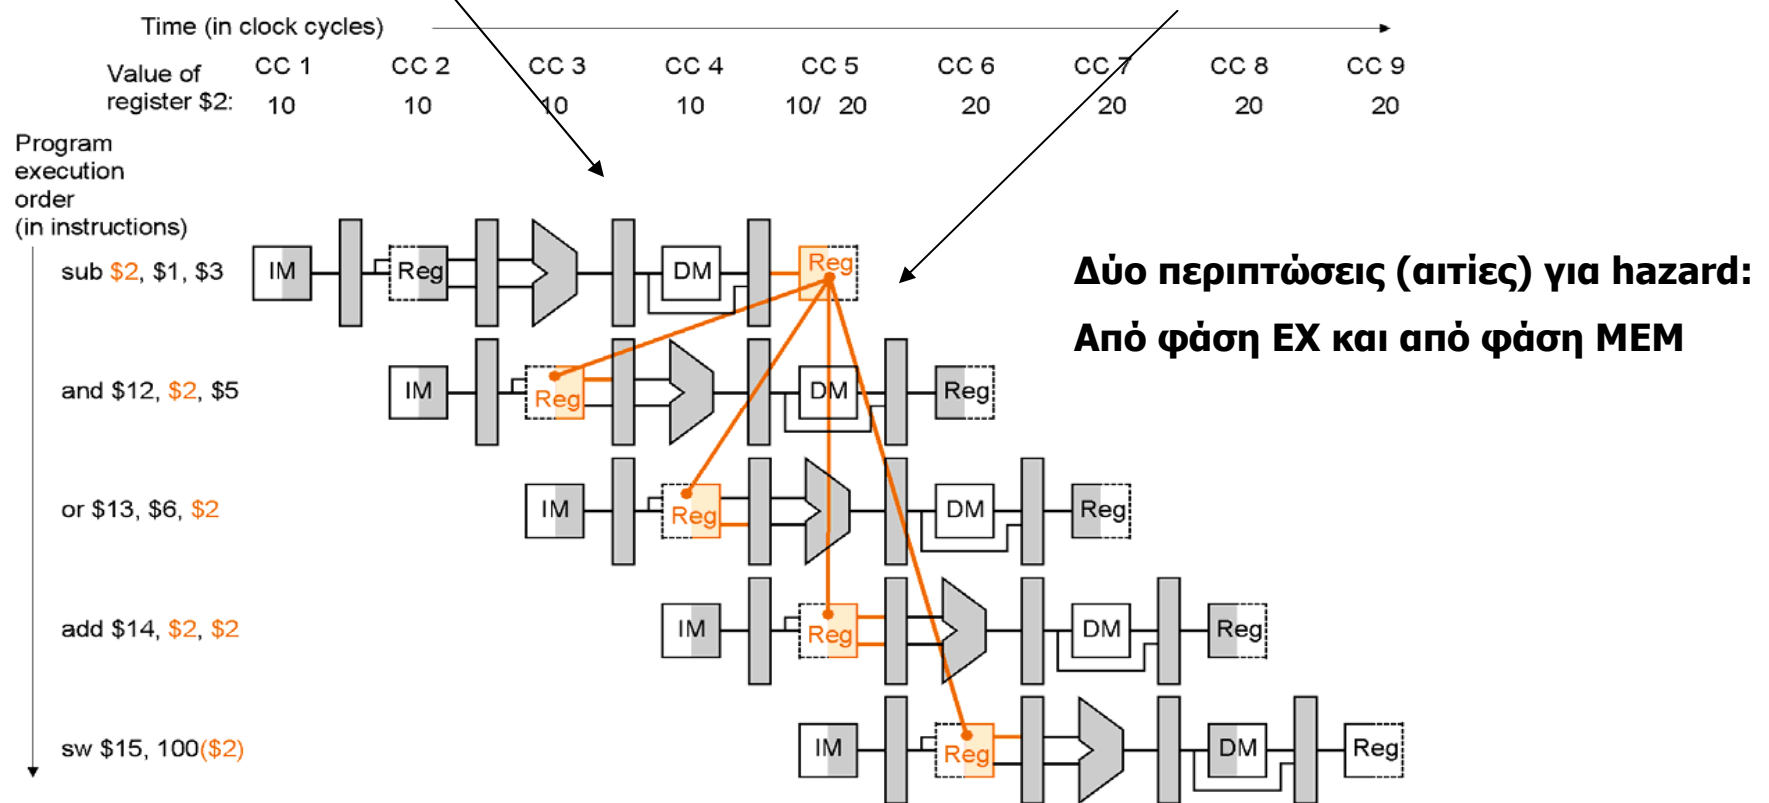 Time (in clock cycles)
CC 1 CC 2 CC 3 CC 4 CC 5 CC 6 CC 7 CC 8 CC 9
Value of
register $2:
10 10 10 10 10/ 20 20 20 20 20
Program
execution
order
(in instructions)
sub $2, $1, $3
IM Reg DM Reg
Δύο περιπτώσεις (αιτίες) για hazard:
Από φάση EX και από φάση MEM
and $12, $2, $5
IM Reg DM Reg
or $13, $6, $2
IM Reg DM Reg
add $14, $2, $2
IM Reg DM Reg
sw $15, 100($2)
IM Reg DM Reg